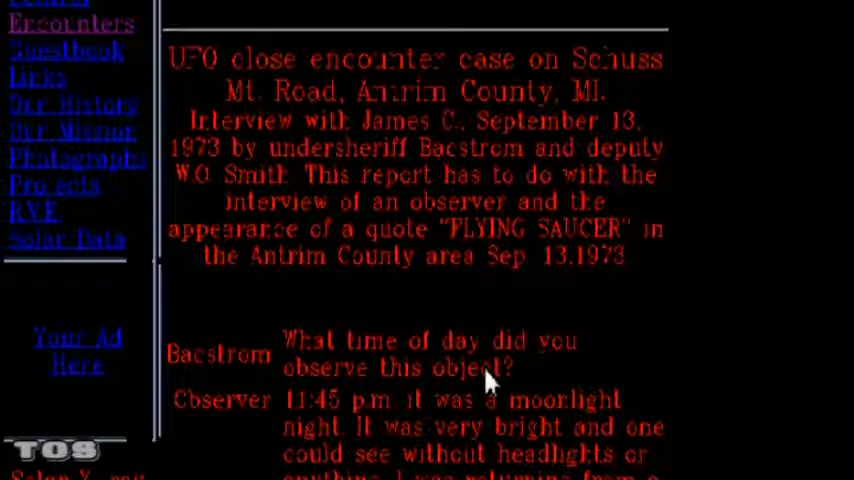 Encounters
Guestbook
Links
Our History
Our Mission
Photographs
Projects
R.V.E.
Solar Data
Your Ad
Here
TOS
UFO close encounter case on Schuss
Mt. Road, Antrim County, MI.
Interview with James C., September 13,
1973 by undersheriff Bacstrom and deputy
W.O. Smith. This report has to do with the
interview of an observer and the
appearance of a quote "FLYING SAUCER" in
the Antrim County area Sep. 13,1973
Bacstrom
What time of day did you
observe this object?
Observer
11:45 p.m. it was a moonlight
night. It was very bright and one
could see without headlights or
anything. I was returning from a